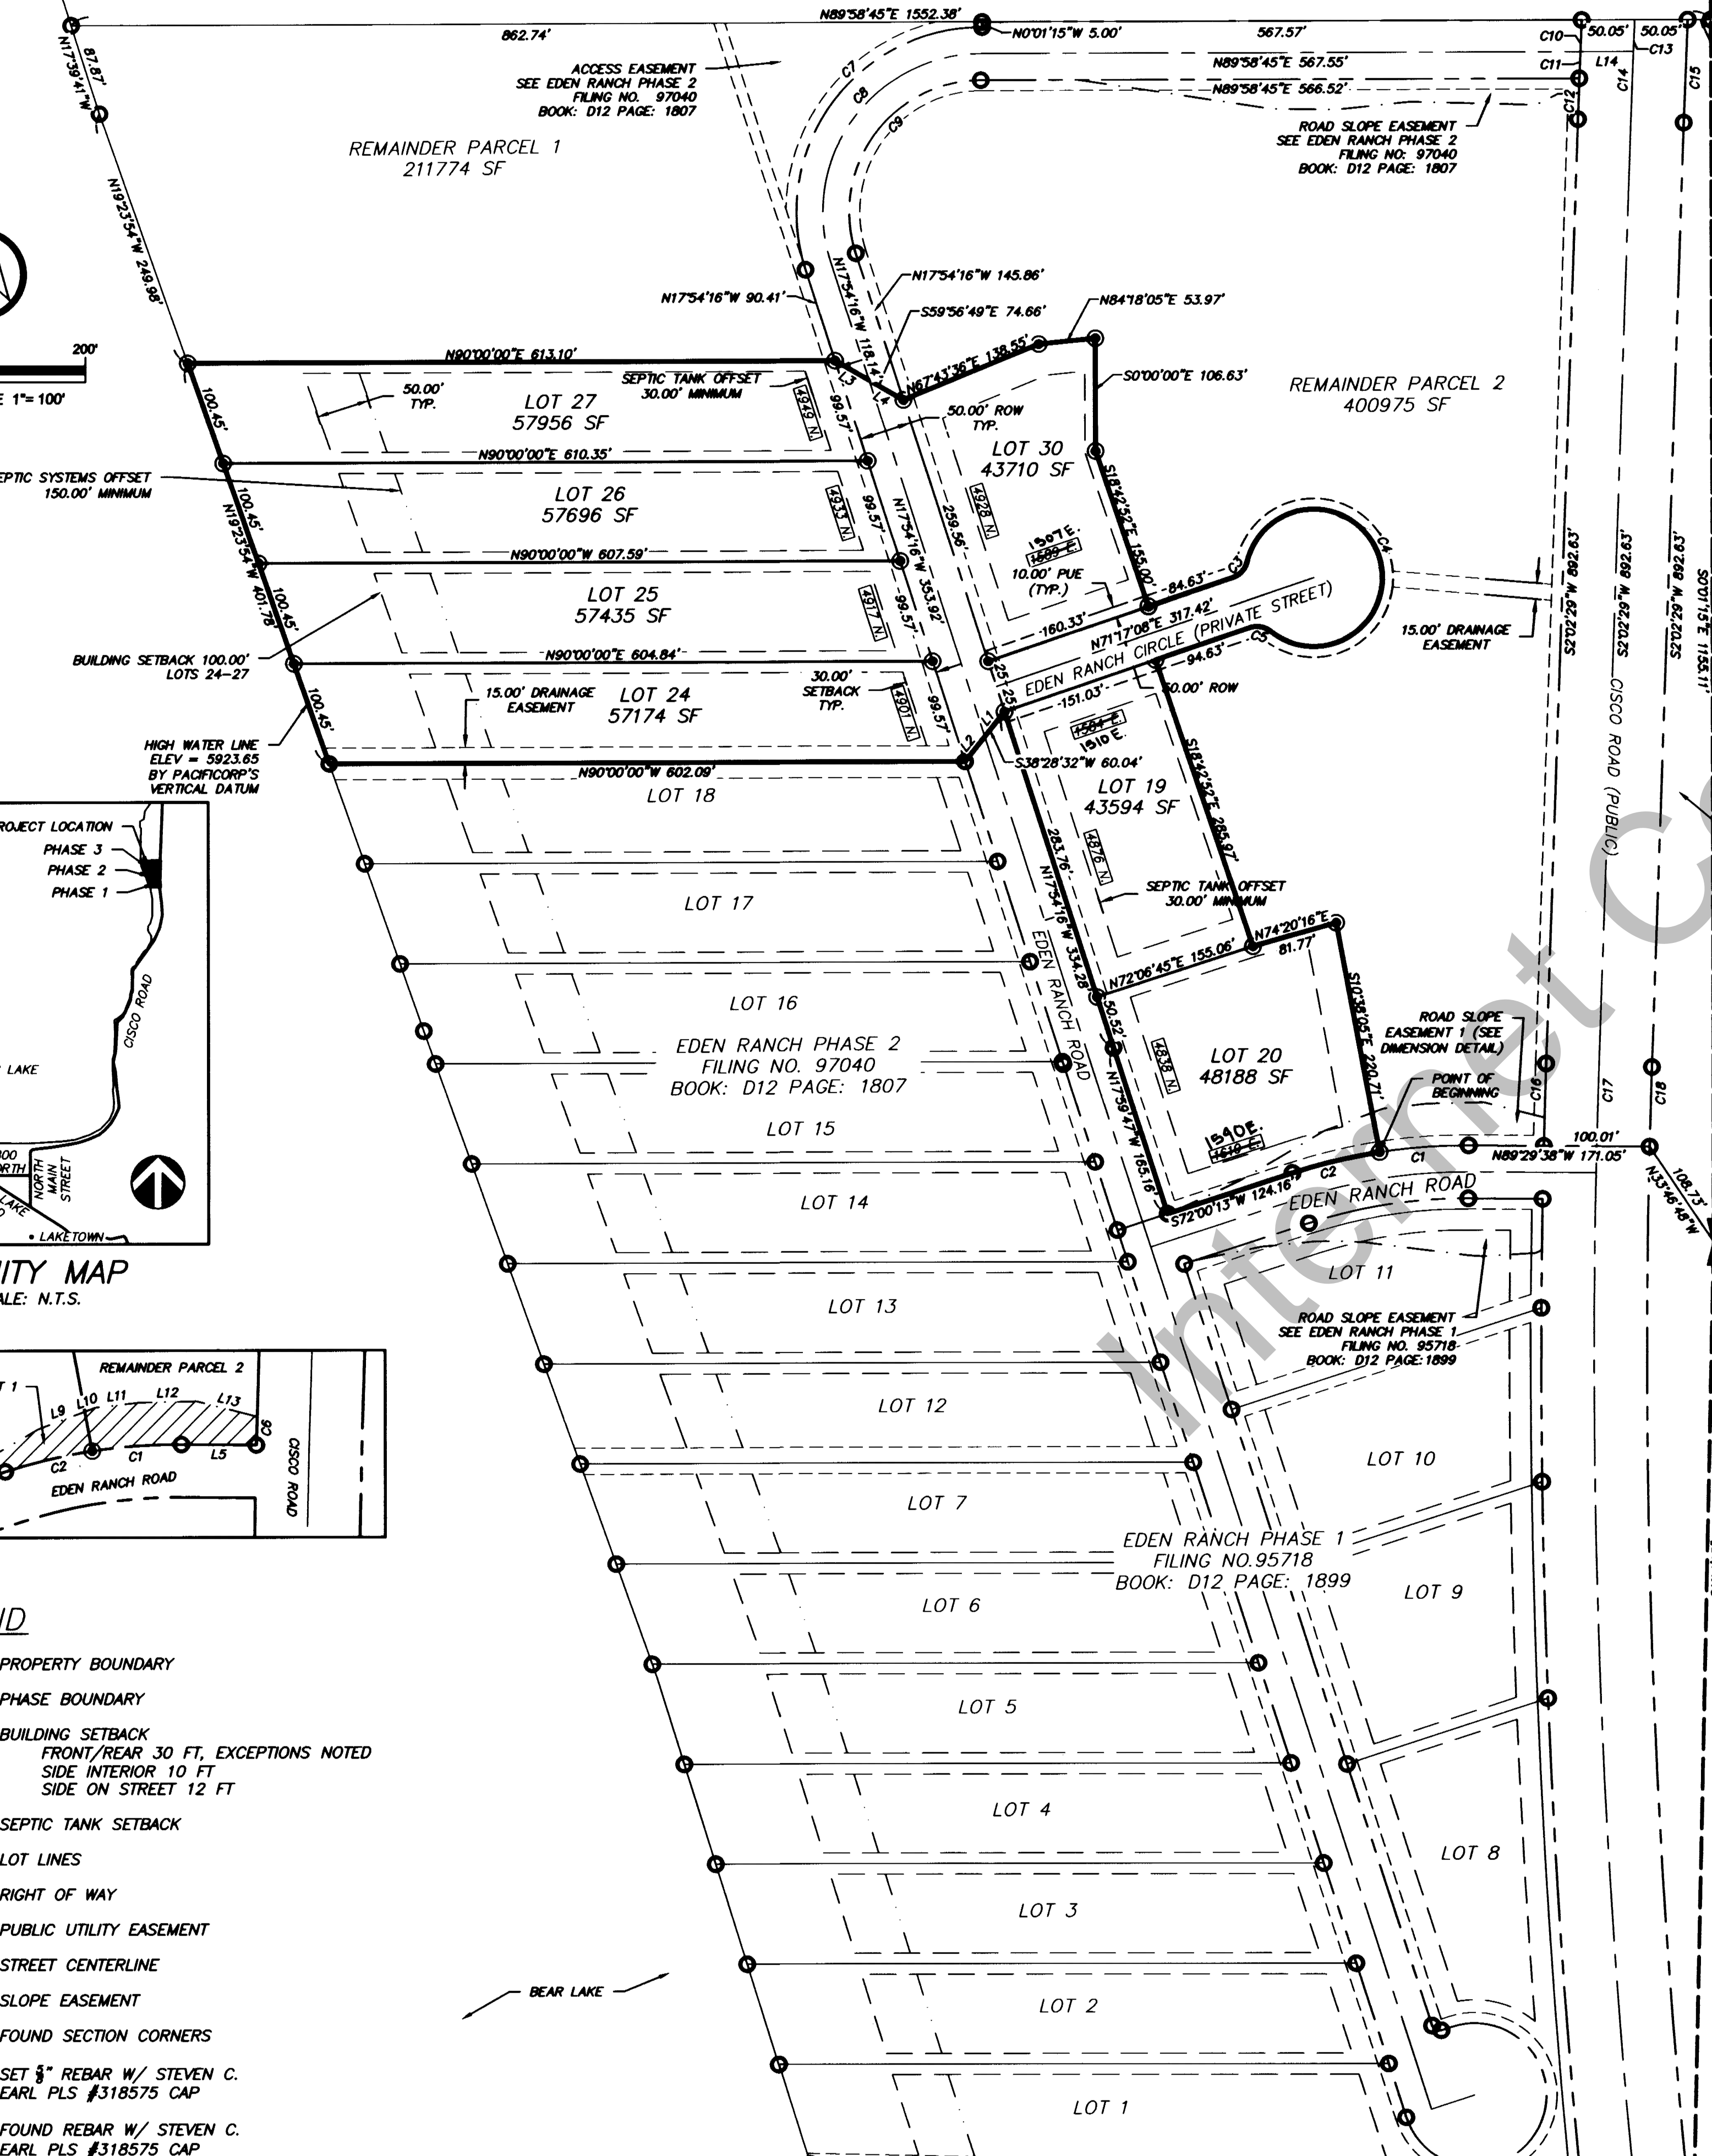 N89°58'45"E 1552.38'
862.74'
N0°01'15"W 5.00'
567.57'
C10
50.05'
50.05'
C13
N17°39'41"W
87.87'
ACCESS EASEMENT
SEE EDEN RANCH PHASE 2
FILING NO. 97040
BOOK: D12 PAGE: 1807
C7
C8
C9
N89°58'45"E 567.55'
C11
L14
C14
C15
N89°58'45"E 566.52'
C12
ROAD SLOPE EASEMENT
SEE EDEN RANCH PHASE 2
FILING NO: 97040
BOOK: D12 PAGE: 1807
REMAINDER PARCEL 1
211774 SF
N19°23'54"W 249.98'
N17°54'16"W 90.41'
N17°54'16"W 118.14'
N17°54'16"W 145.86'
S59°56'49"E 74.66'
N84°18'05"E 53.97'
200'
E 1"= 100'
N90°00'00"E 613.10'
L3
L4
N67°43'36"E 138.55'
S0°00'00"E 106.63'
REMAINDER PARCEL 2
400975 SF
100.45'
50.00'
TYP.
LOT 27
57956 SF
SEPTIC TANK OFFSET
30.00' MINIMUM
4949 N.
99.57'
50.00' ROW
TYP.
LOT 30
43710 SF
EPTIC SYSTEMS OFFSET
150.00' MINIMUM
N90°00'00"E 610.35'
LOT 26
57696 SF
4933 N.
99.57'
N17°54'16"W 353.92'
259.56'
4928 N.
S18°42'52"E 155.00'
1507 E.
1509 E.
10.00' PUE
(TYP.)
100.45'
N19°23'54"W 401.78'
N90°00'00"W 607.59'
LOT 25
57435 SF
4917 N.
99.57'
160.33'
84.63'
C3
C4
C5
N71°17'08"E 317.42'
EDEN RANCH CIRCLE (PRIVATE STREET)
94.63'
151.03'
50.00' ROW
15.00' DRAINAGE
EASEMENT
100.45'
BUILDING SETBACK 100.00'
LOTS 24-27
N90°00'00"E 604.84'
15.00' DRAINAGE
EASEMENT
LOT 24
57174 SF
30.00'
SETBACK
TYP.
4901 N.
99.57'
25'
25'
L1
L2
100.45'
HIGH WATER LINE
ELEV = 5923.65
BY PACIFICORP'S
VERTICAL DATUM
N90°00'00"W 602.09'
S38°28'32"W 60.04'
1504 E.
1510 E.
LOT 19
43594 SF
S18°42'52"E 285.97'
4876 N.
283.76'
N17°54'16"W 334.28'
SEPTIC TANK OFFSET
30.00' MINIMUM
S2°02'29"W 892.63'
S2°02'29"W 892.63'
S2°02'29"W 892.63'
S0°01'15"E 1155.11'
CISCO ROAD (PUBLIC)
LOT 18
LOT 17
LOT 16
EDEN RANCH PHASE 2
FILING NO. 97040
BOOK: D12 PAGE: 1807
LOT 15
LOT 14
LOT 13
LOT 12
EDEN RANCH ROAD
N72°06'45"E 155.06'
N74°20'16"E
81.77'
50.52'
N17°59'47"W 165.16'
4838 N.
LOT 20
48188 SF
S10°38'05"E 220.71'
1540 E.
1510 E.
ROAD SLOPE
EASEMENT 1 (SEE
DIMENSION DETAIL)
POINT OF
BEGINNING
C16
C17
C18
S72°00'13"W 124.16'
C2
C1
100.01'
N89°29'38"W 171.05'
EDEN RANCH ROAD
108.73'
N33°46'48"W
LOT 11
ROAD SLOPE EASEMENT
SEE EDEN RANCH PHASE 1
FILING NO. 95718
BOOK: D12 PAGE: 1899
LOT 10
ROJECT LOCATION
PHASE 3
PHASE 2
PHASE 1
CISCO ROAD
LAKE
NORTH
MAIN
STREET
LAKE
LAKETOWN
ITY MAP
ALE: N.T.S.
REMAINDER PARCEL 2
T 1
L9
L10
L11
L12
L13
C6
C2
C1
L5
EDEN RANCH ROAD
CISCO ROAD
LOT 7
EDEN RANCH PHASE 1
FILING NO.95718
BOOK: D12 PAGE: 1899
LOT 9
LOT 6
LOT 5
LOT 4
LOT 8
LOT 3
LOT 2
LOT 1
BEAR LAKE
ND
PROPERTY BOUNDARY
PHASE BOUNDARY
BUILDING SETBACK
FRONT/REAR 30 FT, EXCEPTIONS NOTED
SIDE INTERIOR 10 FT
SIDE ON STREET 12 FT
SEPTIC TANK SETBACK
LOT LINES
RIGHT OF WAY
PUBLIC UTILITY EASEMENT
STREET CENTERLINE
SLOPE EASEMENT
FOUND SECTION CORNERS
SET 5/8" REBAR W/ STEVEN C.
EARL PLS #318575 CAP
FOUND REBAR W/ STEVEN C.
EARL PLS #318575 CAP
Internet Co